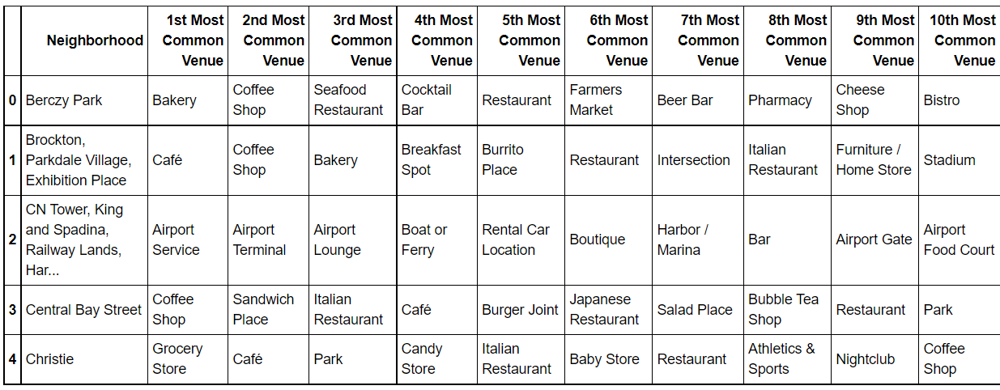 Neighborhood 1st Most Common Venue 2nd Most Common Venue 3rd Most Common Venue 4th Most Common Venue 5th Most Common Venue 6th Most Common Venue 7th Most Common Venue 8th Most Common Venue 9th Most Common Venue 10th Most Common Venue
0 Berczy Park Bakery Coffee Shop Seafood Restaurant Cocktail Bar Restaurant Farmers Market Beer Bar Pharmacy Cheese Shop Bistro
1 Brockton, Parkdale Village, Exhibition Place Café Coffee Shop Bakery Breakfast Spot Burrito Place Restaurant Intersection Italian Restaurant Furniture / Home Store Stadium
2 CN Tower, King and Spadina, Railway Lands, Har... Airport Service Airport Terminal Airport Lounge Boat or Ferry Rental Car Location Boutique Harbor / Marina Bar Airport Gate Airport Food Court
3 Central Bay Street Coffee Shop Sandwich Place Italian Restaurant Café Burger Joint Japanese Restaurant Salad Place Bubble Tea Shop Restaurant Park
4 Christie Grocery Store Café Park Candy Store Italian Restaurant Baby Store Restaurant Athletics & Sports Nightclub Coffee Shop